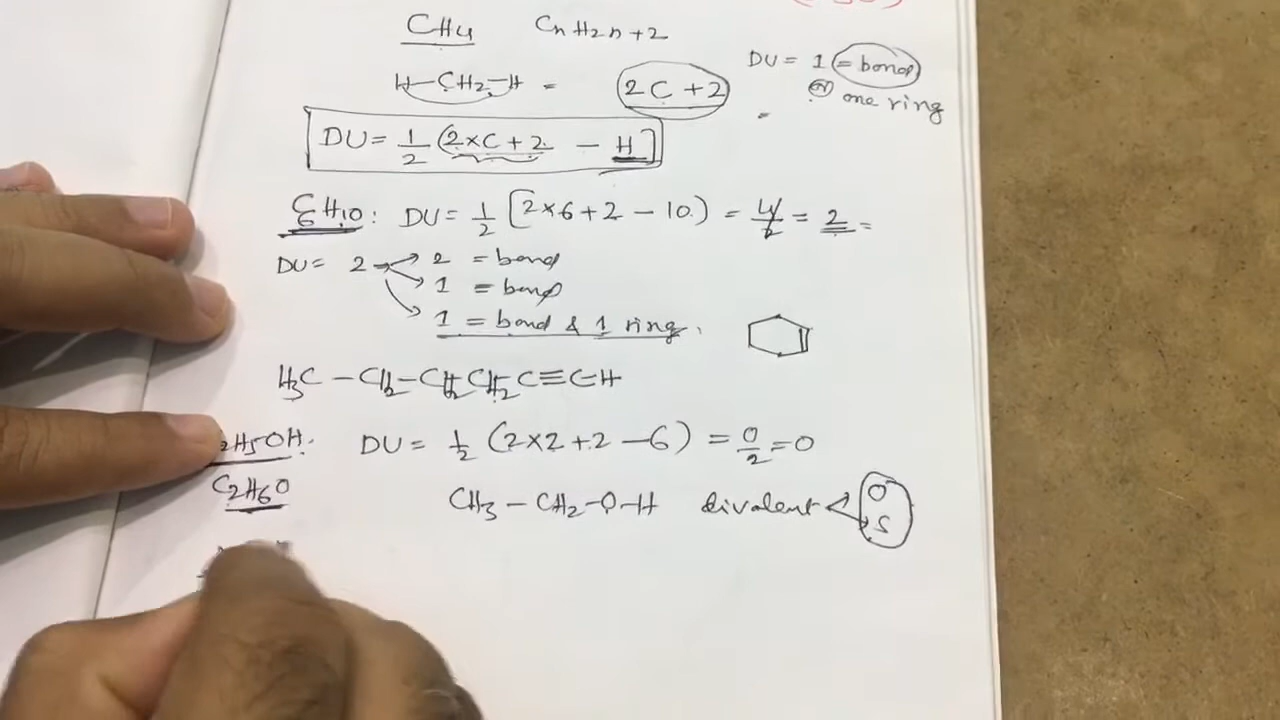 CH4 CnH2n+2
H-CH2-H = 2C+2
DU = 1 = bond
or one ring
=
DU = 1/2 (2×C+2 - H]
C6H10: DU = 1/2 [2×6+2-10) = 4/2 = 2 =
DU = 2 → 2 = bond
→ 1 = bond
→ 1 = bond & 1 ring.
H3C-CH2-CH2CH2C≡C-H
2H5OH. DU = 1/2 (2×2+2-6) = 0/2 = 0
C2H6O
CH3-CH2-O-H divalent O
S